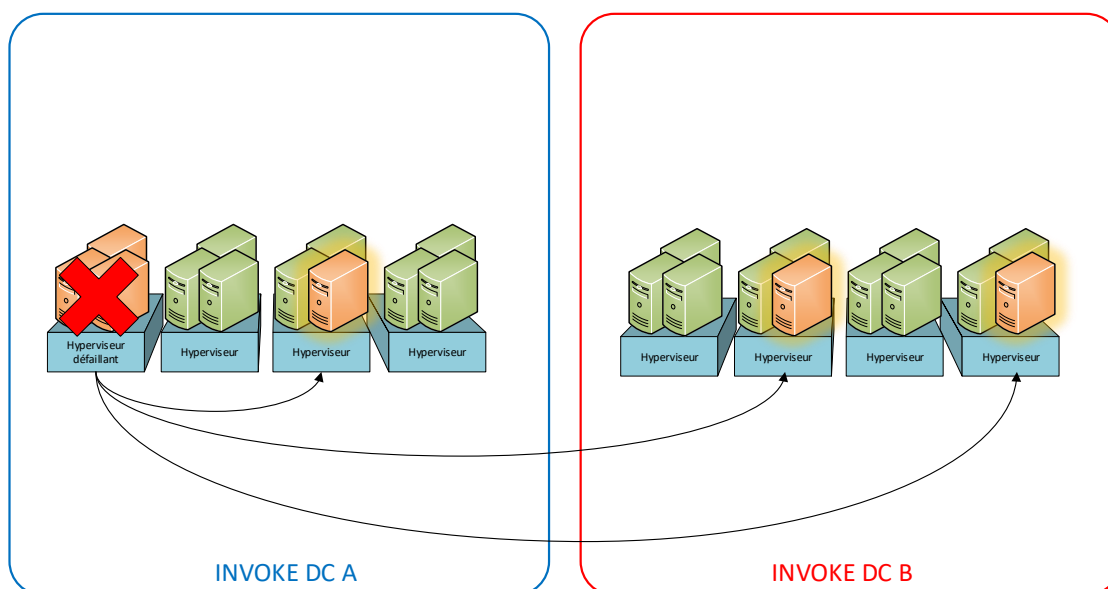 Hyperviseur
défaillant
Hyperviseur
Hyperviseur
Hyperviseur
Hyperviseur
Hyperviseur
Hyperviseur
Hyperviseur
INVOKE DC A
INVOKE DC B